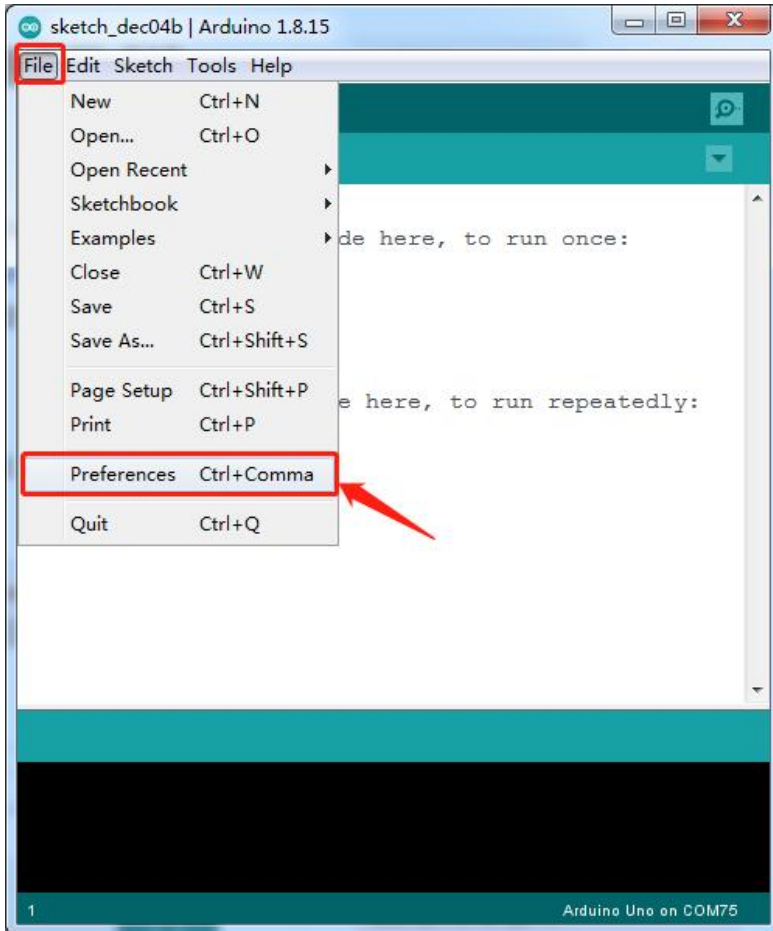 sketch_dec04b | Arduino 1.8.15
File Edit Sketch Tools Help
New Ctrl+N
Open... Ctrl+O
Open Recent
Sketchbook
Examples
de here, to run once:
Close Ctrl+W
Save Ctrl+S
Save As... Ctrl+Shift+S
Page Setup Ctrl+Shift+P
e here, to run repeatedly:
Print Ctrl+P
Preferences Ctrl+Comma
Quit Ctrl+Q
1 Arduino Uno on COM75